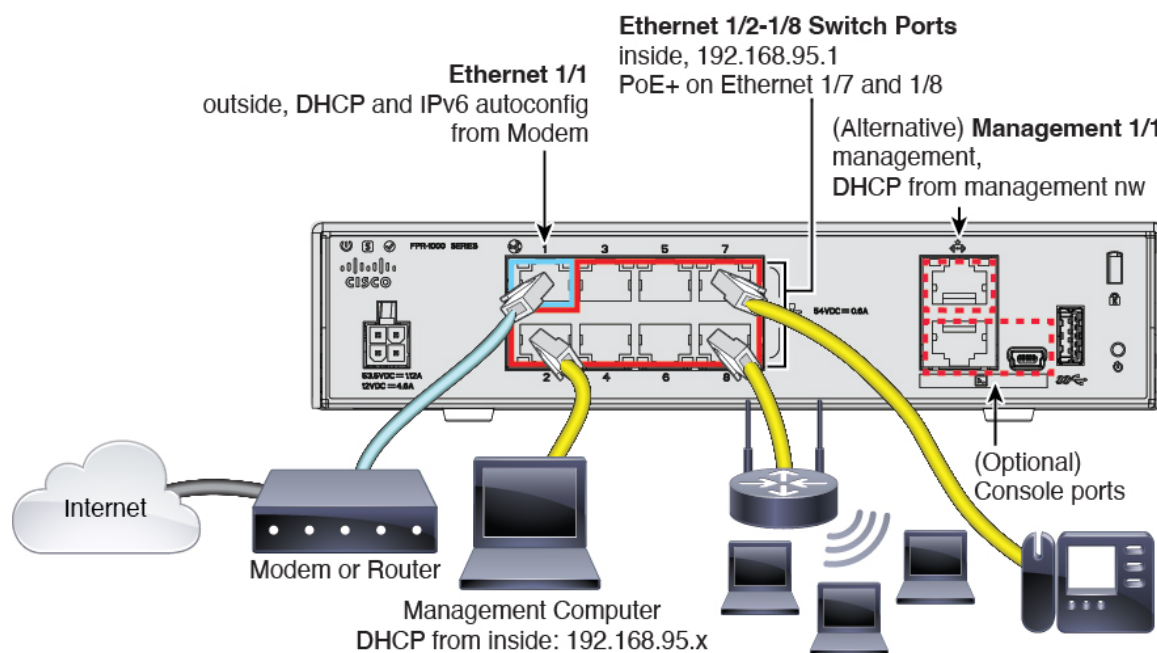 Ethernet 1/2-1/8 Switch Ports
inside, 192.168.95.1
PoE+ on Ethernet 1/7 and 1/8
Ethernet 1/1
outside, DHCP and IPv6 autoconfig
from Modem
(Alternative) Management 1/1
management,
DHCP from management nw
FPR-1000 SERIES
1 3 5 7
CISCO
54VDC = 0.6A
53.5VDC = 1.12A
12VDC = 4.6A
2 4 6 8
Internet
Modem or Router
Management Computer
DHCP from inside: 192.168.95.x
(Optional)
Console ports